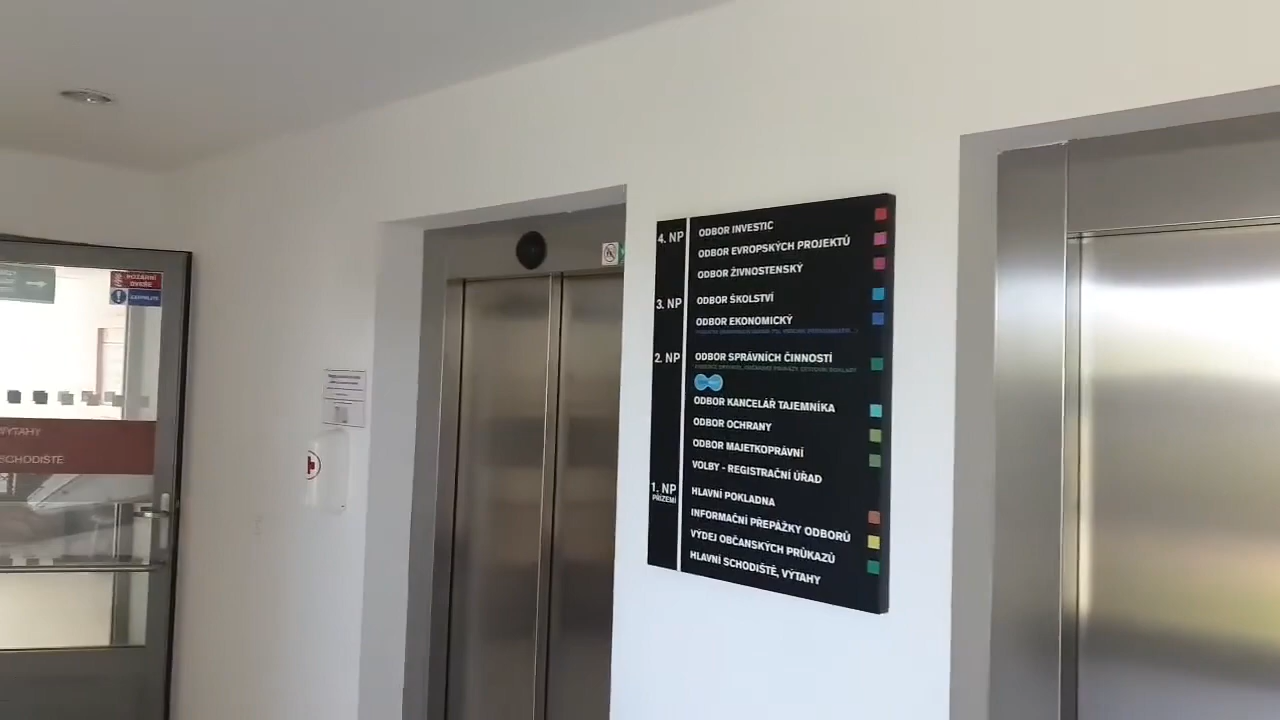 POŽÁRNÍ
DVEŘE
VÝTAHY
SCHODIŠTĚ
4. NP
ODBOR INVESTIC
ODBOR EVROPSKÝCH PROJEKTŮ
ODBOR ŽIVNOSTENSKÝ
3. NP
ODBOR ŠKOLSTVÍ
ODBOR EKONOMICKÝ
2. NP
ODBOR SPRÁVNÍCH ČINNOSTÍ
ODBOR KANCELÁŘ TAJEMNÍKA
ODBOR OCHRANY
ODBOR MAJETKOPRÁVNÍ
VOLBY - REGISTRAČNÍ ÚŘAD
1. NP
PŘÍZEMÍ
HLAVNÍ POKLADNA
INFORMAČNÍ PŘEPÁŽKY ODBORŮ
VÝDEJ OBČANSKÝCH PRŮKAZŮ
HLAVNÍ SCHODIŠTĚ, VÝTAHY